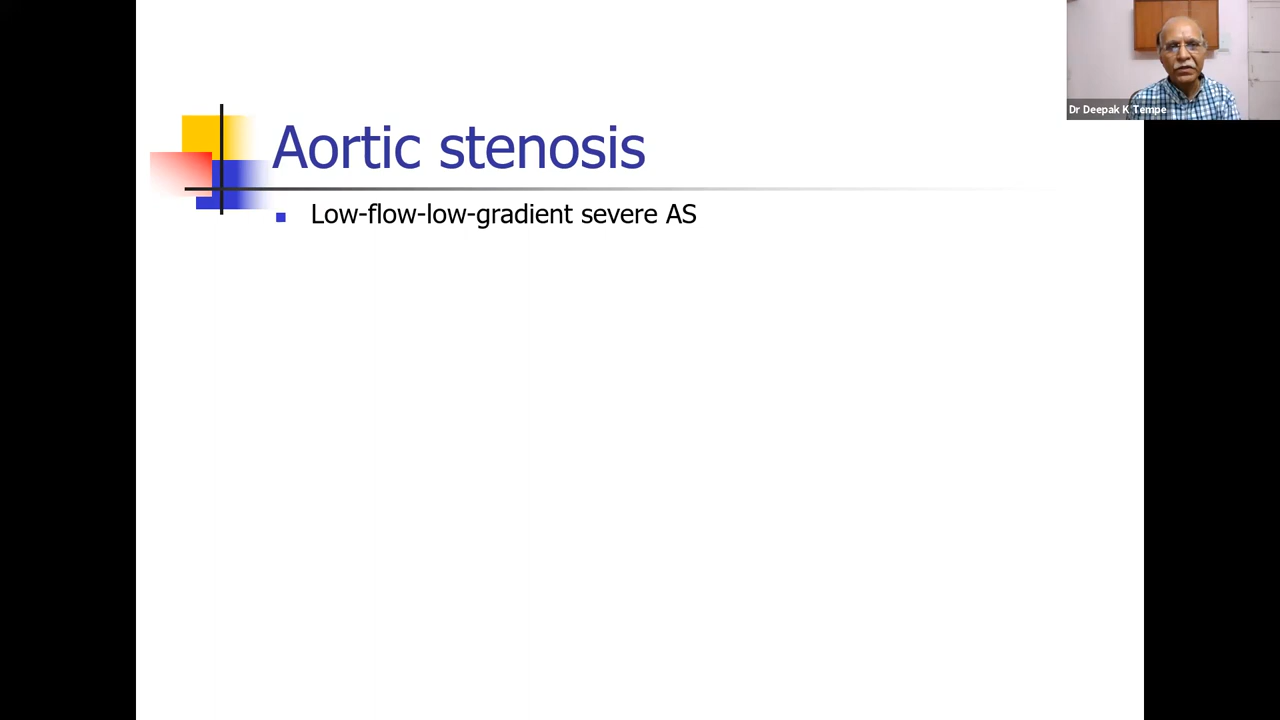 Dr Deepak K Tempe
Aortic stenosis
Low-flow-low-gradient severe AS